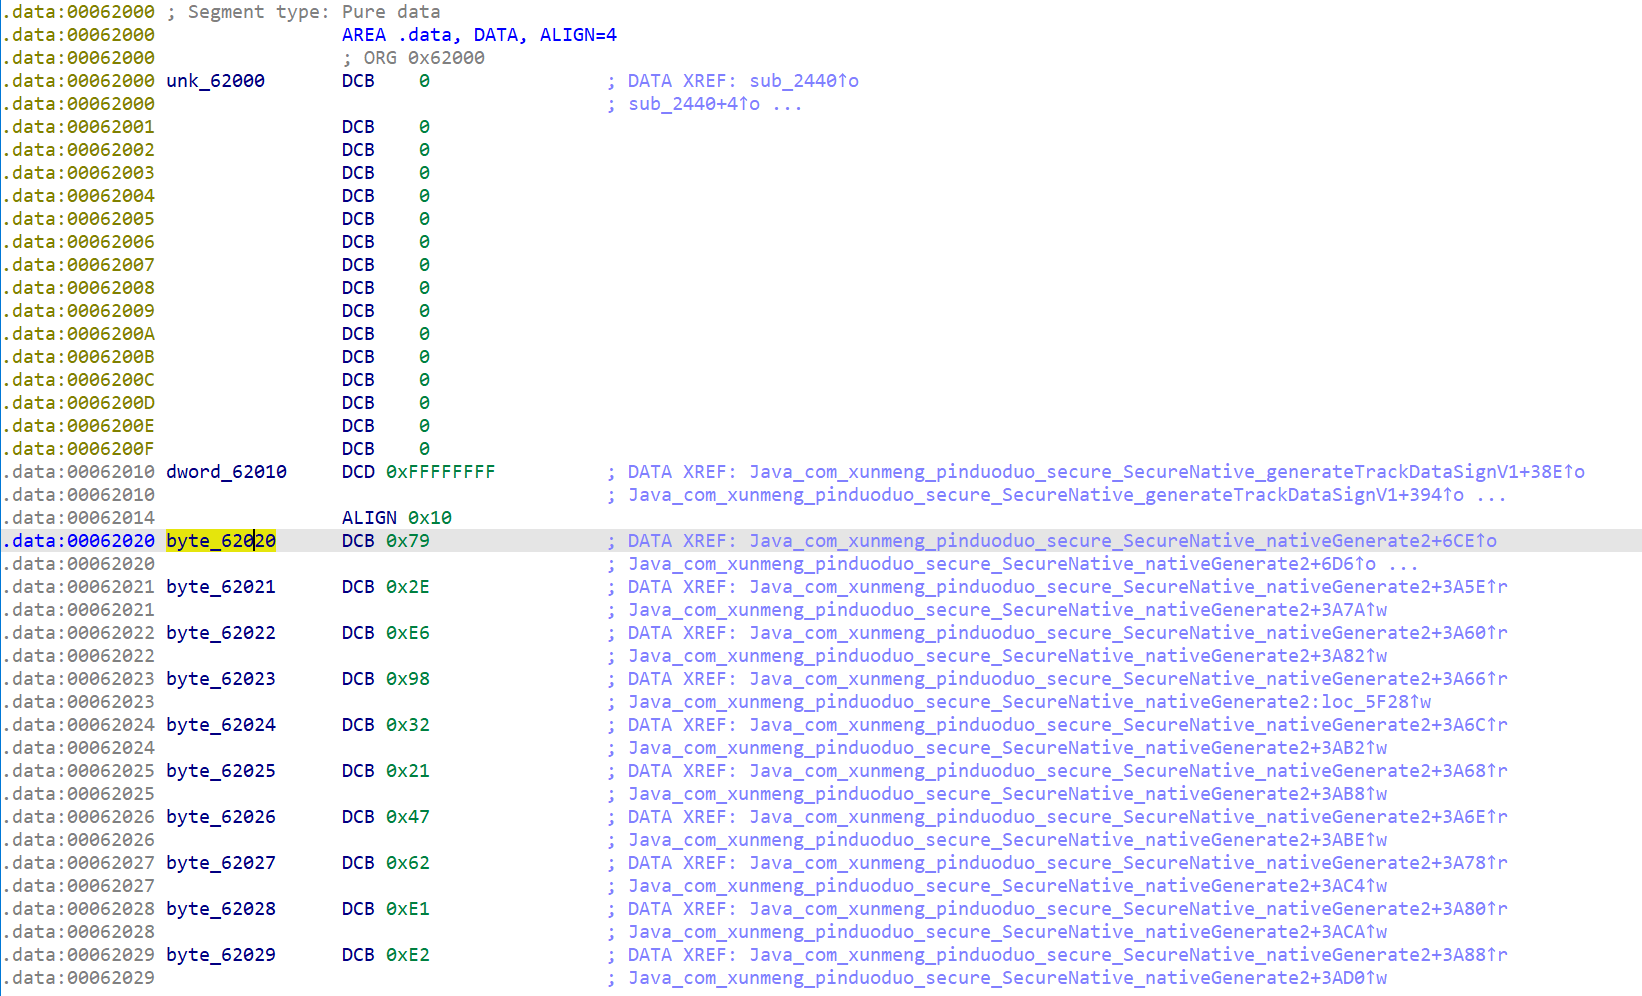 .data:00062000 ; Segment type: Pure data
.data:00062000 AREA .data, DATA, ALIGN=4
.data:00062000 ; ORG 0x62000
.data:00062000 unk_62000 DCB 0 ; DATA XREF: sub_2440↑o
.data:00062000 ; sub_2440+4↑o ...
.data:00062001 DCB 0
.data:00062002 DCB 0
.data:00062003 DCB 0
.data:00062004 DCB 0
.data:00062005 DCB 0
.data:00062006 DCB 0
.data:00062007 DCB 0
.data:00062008 DCB 0
.data:00062009 DCB 0
.data:0006200A DCB 0
.data:0006200B DCB 0
.data:0006200C DCB 0
.data:0006200D DCB 0
.data:0006200E DCB 0
.data:0006200F DCB 0
.data:00062010 dword_62010 DCD 0xFFFFFFFF ; DATA XREF: Java_com_xunmeng_pinduoduo_secure_SecureNative_generateTrackDataSignV1+38E↑o
.data:00062010 ; Java_com_xunmeng_pinduoduo_secure_SecureNative_generateTrackDataSignV1+394↑o ...
.data:00062014 ALIGN 0x10
.data:00062020 byte_62020 DCB 0x79 ; DATA XREF: Java_com_xunmeng_pinduoduo_secure_SecureNative_nativeGenerate2+6CE↑o
.data:00062020 ; Java_com_xunmeng_pinduoduo_secure_SecureNative_nativeGenerate2+6D6↑o ...
.data:00062021 byte_62021 DCB 0x2E ; DATA XREF: Java_com_xunmeng_pinduoduo_secure_SecureNative_nativeGenerate2+3A5E↑r
.data:00062021 ; Java_com_xunmeng_pinduoduo_secure_SecureNative_nativeGenerate2+3A7A↑w
.data:00062022 byte_62022 DCB 0xE6 ; DATA XREF: Java_com_xunmeng_pinduoduo_secure_SecureNative_nativeGenerate2+3A60↑r
.data:00062022 ; Java_com_xunmeng_pinduoduo_secure_SecureNative_nativeGenerate2+3A82↑w
.data:00062023 byte_62023 DCB 0x98 ; DATA XREF: Java_com_xunmeng_pinduoduo_secure_SecureNative_nativeGenerate2+3A66↑r
.data:00062023 ; Java_com_xunmeng_pinduoduo_secure_SecureNative_nativeGenerate2:loc_5F28↑w
.data:00062024 byte_62024 DCB 0x32 ; DATA XREF: Java_com_xunmeng_pinduoduo_secure_SecureNative_nativeGenerate2+3A6C↑r
.data:00062024 ; Java_com_xunmeng_pinduoduo_secure_SecureNative_nativeGenerate2+3AB2↑w
.data:00062025 byte_62025 DCB 0x21 ; DATA XREF: Java_com_xunmeng_pinduoduo_secure_SecureNative_nativeGenerate2+3A68↑r
.data:00062025 ; Java_com_xunmeng_pinduoduo_secure_SecureNative_nativeGenerate2+3AB8↑w
.data:00062026 byte_62026 DCB 0x47 ; DATA XREF: Java_com_xunmeng_pinduoduo_secure_SecureNative_nativeGenerate2+3A6E↑r
.data:00062026 ; Java_com_xunmeng_pinduoduo_secure_SecureNative_nativeGenerate2+3ABE↑w
.data:00062027 byte_62027 DCB 0x62 ; DATA XREF: Java_com_xunmeng_pinduoduo_secure_SecureNative_nativeGenerate2+3A78↑r
.data:00062027 ; Java_com_xunmeng_pinduoduo_secure_SecureNative_nativeGenerate2+3AC4↑w
.data:00062028 byte_62028 DCB 0xE1 ; DATA XREF: Java_com_xunmeng_pinduoduo_secure_SecureNative_nativeGenerate2+3A80↑r
.data:00062028 ; Java_com_xunmeng_pinduoduo_secure_SecureNative_nativeGenerate2+3ACA↑w
.data:00062029 byte_62029 DCB 0xE2 ; DATA XREF: Java_com_xunmeng_pinduoduo_secure_SecureNative_nativeGenerate2+3A88↑r
.data:00062029 ; Java_com_xunmeng_pinduoduo_secure_SecureNative_nativeGenerate2+3AD0↑w